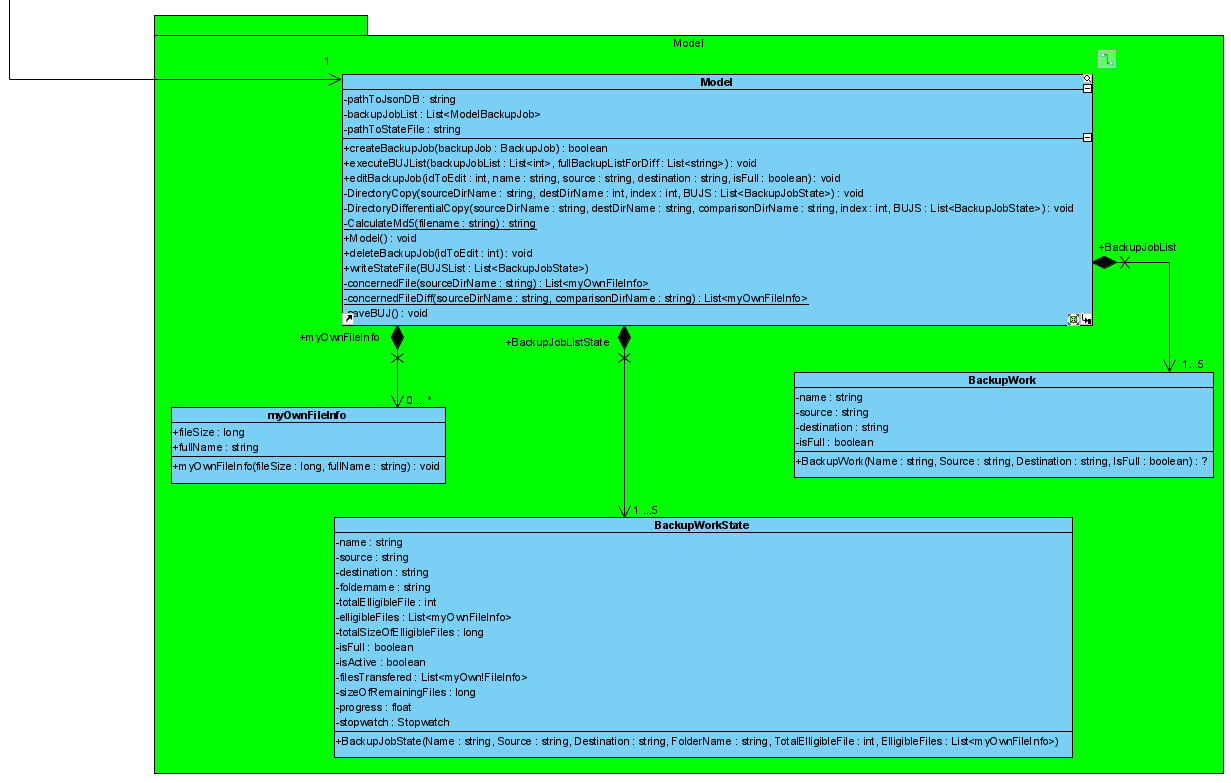 Model
1
Model
-pathToJsonDB : string
-backupJobList : List<ModelBackupJob>
-pathToStateFile : string
+createBackupJob(backupJob : BackupJob) : boolean
+executeBUJList(backupJobList : List<int>, fullBackupListForDiff : List<string>) : void
+editBackupJob(idToEdit : int, name : string, source : string, destination : string, isFull : boolean) : void
-DirectoryCopy(sourceDirName : string, destDirName : int, index : int, BUJS : List<BackupJobState>) : void
-DirectoryDifferentialCopy(sourceDirName : string, destDirName : string, comparisonDirName : string, index : int, BUJS : List<BackupJobState>) : void
-CalculateMd5(filename : string) : string
+Model() : void
+deleteBackupJob(idToEdit : int) : void
+writeStateFile(BUJSList : List<BackupJobState>)
-concernedFile(sourceDirName : string) : List<myOwnFileInfo>
-concernedFileDiff(sourceDirName : string, comparisonDirName : string) : List<myOwnFileInfo>
saveBUJ() : void
+BackupJobList
1...5
+myOwnFileInfo
0 ... *
+BackupJobListState
1 ...5
myOwnFileInfo
+fileSize : long
+fullName : string
+myOwnFileInfo(fileSize : long, fullName : string) : void
BackupWork
-name : string
-source : string
-destination : string
-isFull : boolean
+BackupWork(Name : string, Source : string, Destination : string, IsFull : boolean) : ?
BackupWorkState
-name : string
-source : string
-destination : string
-foldername : string
-totalElligibleFile : int
-elligibleFiles : List<myOwnFileInfo>
-totalSizeOfElligibleFiles : long
-isFull : boolean
-isActive : boolean
-filesTransfered : List<myOwn!FileInfo>
-sizeOfRemainingFiles : long
-progress : float
-stopwatch : Stopwatch
+BackupJobState(Name : string, Source : string, Destination : string, FolderName : string, TotalElligibleFile : int, ElligibleFiles : List<myOwnFileInfo>)